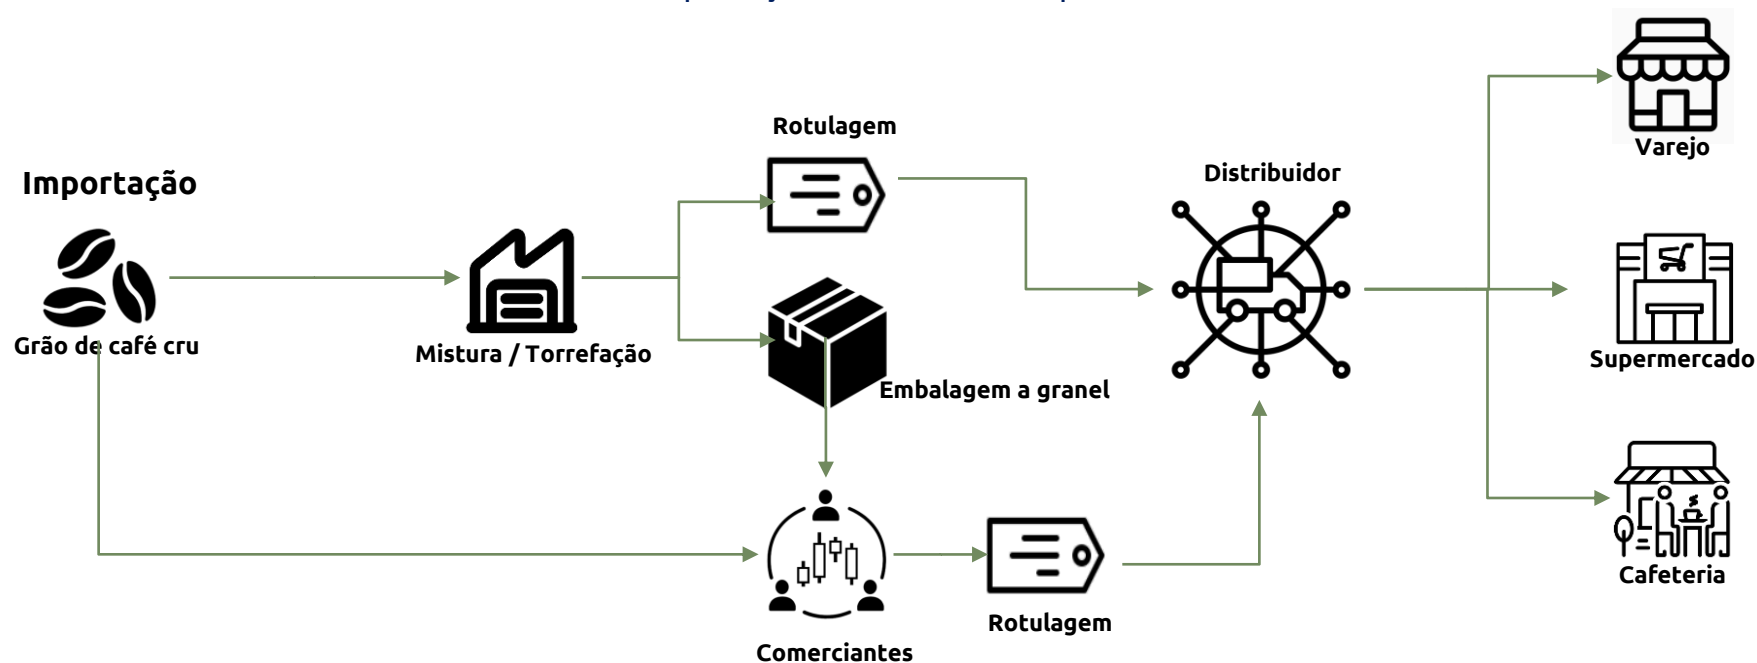 Rotulagem
Varejo
Distribuidor
Importação
Grão de café cru
Mistura / Torrefação
Supermercado
Embalagem a granel
Cafeteria
Rotulagem
Comerciantes